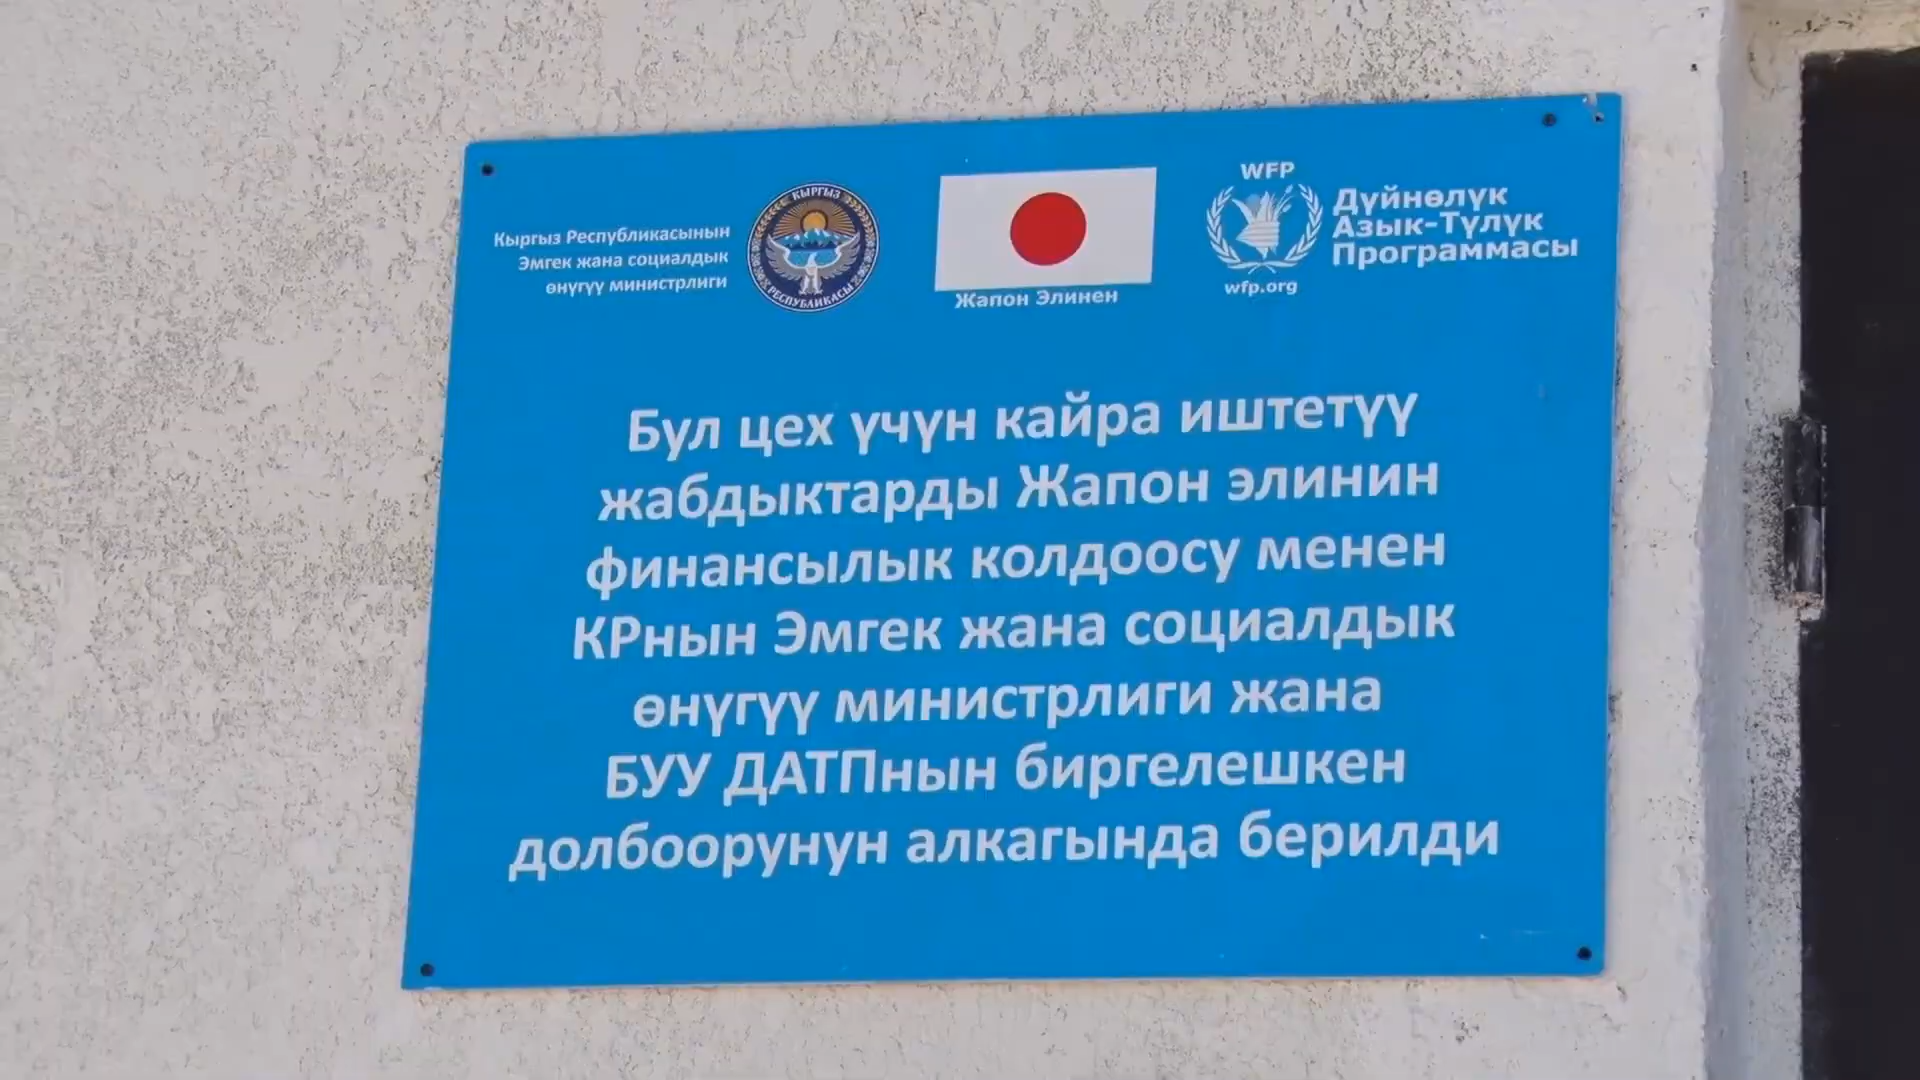 Кыргыз Республикасынын
Эмгек жана социалдык
өнүгүү министрлиги
КЫРГЫЗ
РЕСПУБЛИКАСЫ
Жапон Элинен
WFP
wfp.org
Дүйнөлүк
Азык-Түлүк
Программасы
Бул цех үчүн кайра иштетүү
жабдыктарды Жапон элинин
финансылык колдоосу менен
КРнын Эмгек жана социалдык
өнүгүү министрлиги жана
БУУ ДАТПнын биргелешкен
долбоорунун алкагында берилди